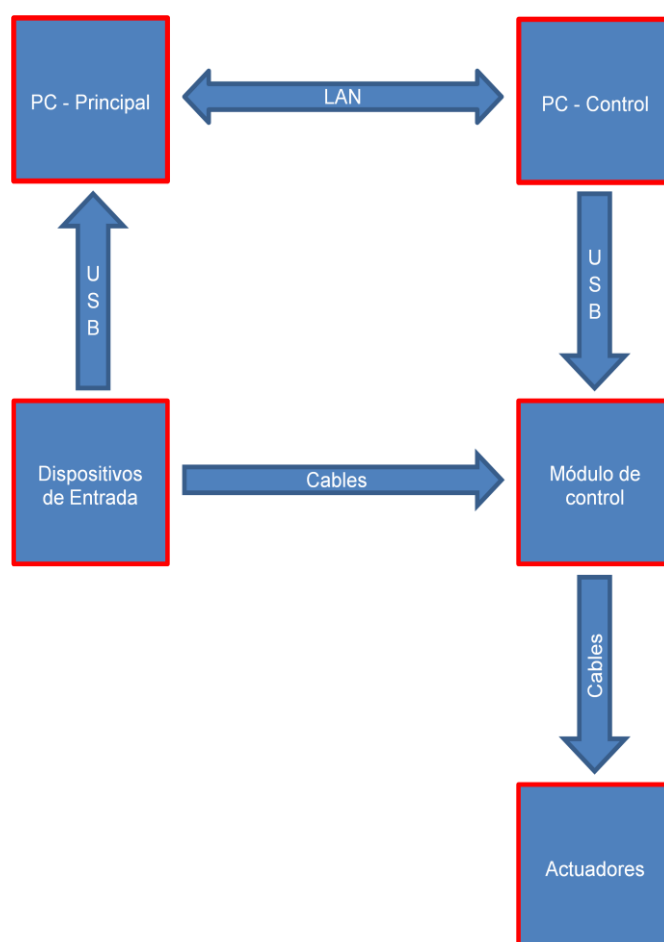 PC - Principal
LAN
PC - Control
U
S
B
U
S
B
Dispositivos
de Entrada
Cables
Módulo de
control
Cables
Actuadores